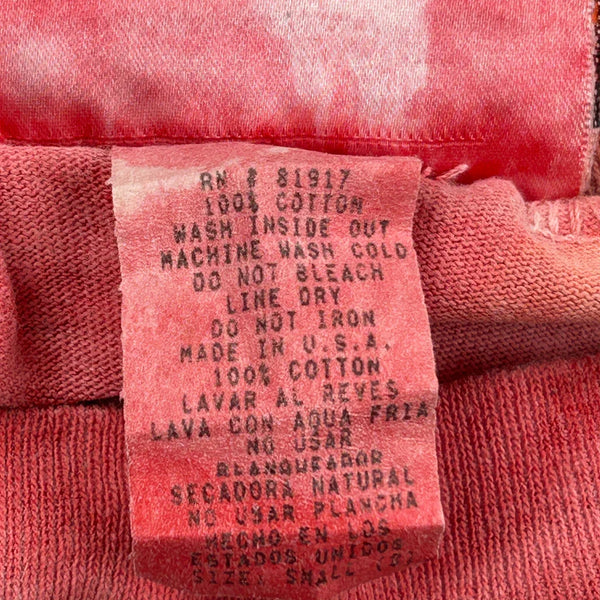 RN # 81917
100% COTTON
WASH INSIDE OUT
MACHINE WASH COLD
DO NOT BLEACH
LINE DRY
DO NOT IRON
MADE IN U.S.A.
100% COTTON
LAVAR AL REVES
LAVA CON AQUA FRIA
NO USAR
BLANQUEADOR
SECADORA NATURAL
NO USAR PLANCHA
HECHO EN LOS
ESTADOS UNIDOS
SIZE: SMALL (S)